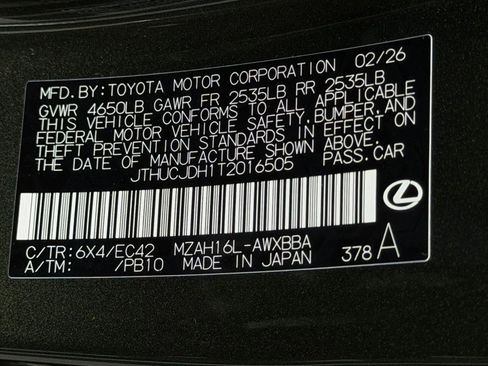 MFD. BY: TOYOTA MOTOR CORPORATION 02/26
GVWR 4650LB GAWR FR 2535LB RR 2535LB
THIS VEHICLE CONFORMS TO ALL APPLICABLE
FEDERAL MOTOR VEHICLE SAFETY, BUMPER, AND
THEFT PREVENTION STANDARDS IN EFFECT ON
THE DATE OF MANUFACTURE SHOWN ABOVE.
JTHUCJDH1T2016505 PASS. CAR
C/TR: 6X4/EC42 MZAH16L-AWXBBA
A/TM: /PB10 MADE IN JAPAN 378 A